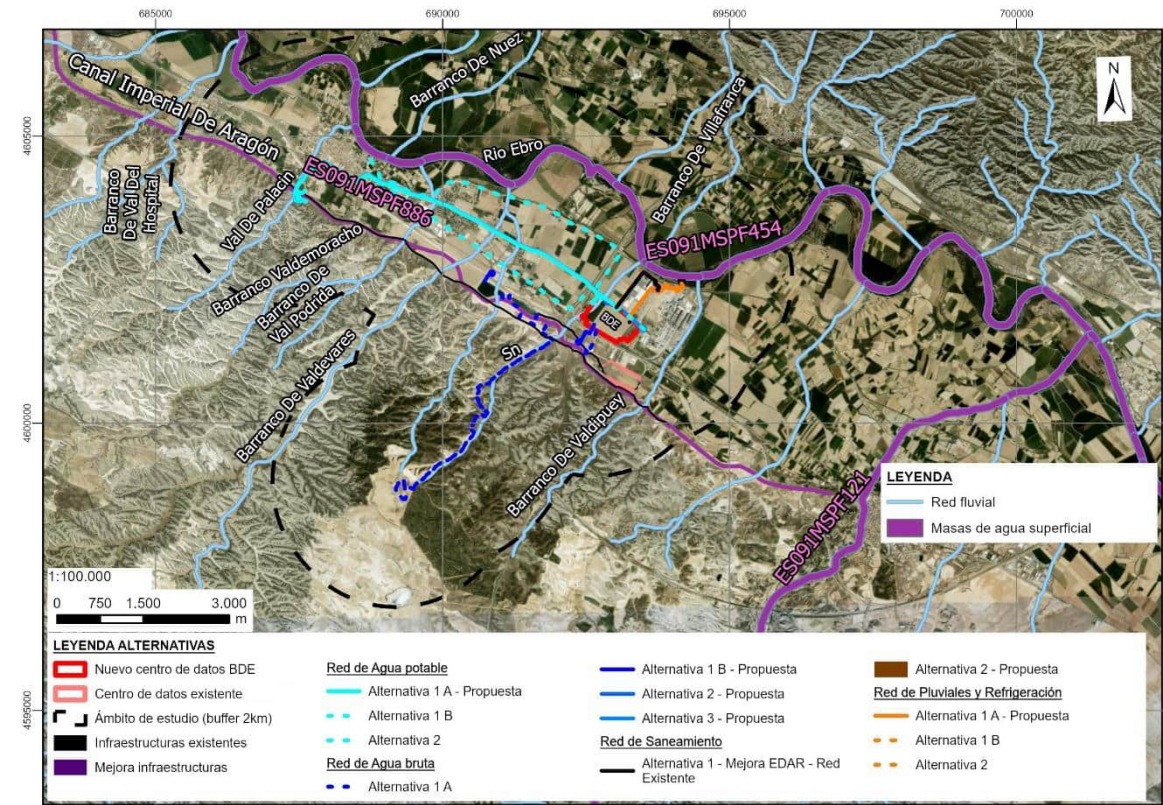 685000
690000
695000
700000
Canal Imperial De Aragón
Barranco De Nuez
N
4805000
Rio Ebro
Barranco De Villafranca
Barranco
De Val Del
Hospital
Val De Palacín
ES091MSPF886
ES091MSPF454
Barranco Valdemoracho
Barranco De
Val Podrida
BDE
Sn
Barranco De Valdevares
4600000
Barranco De Valdipuey
ES091MSPF121
LEYENDA
Red fluvial
Masas de agua superficial
1:100.000
0 750 1.500 3.000
m
4595000
LEYENDA ALTERNATIVAS
Nuevo centro de datos BDE
Centro de datos existente
Ámbito de estudio (buffer 2km)
Infraestructuras existentes
Mejora infraestructuras
Red de Agua potable
Alternativa 1 A - Propuesta
Alternativa 1 B
Alternativa 2
Red de Agua bruta
Alternativa 1 A
Alternativa 1 B - Propuesta
Alternativa 2 - Propuesta
Alternativa 3 - Propuesta
Red de Saneamiento
Alternativa 1 - Mejora EDAR - Red
Existente
Alternativa 2 - Propuesta
Red de Pluviales y Refrigeración
Alternativa 1 A - Propuesta
Alternativa 1 B
Alternativa 2